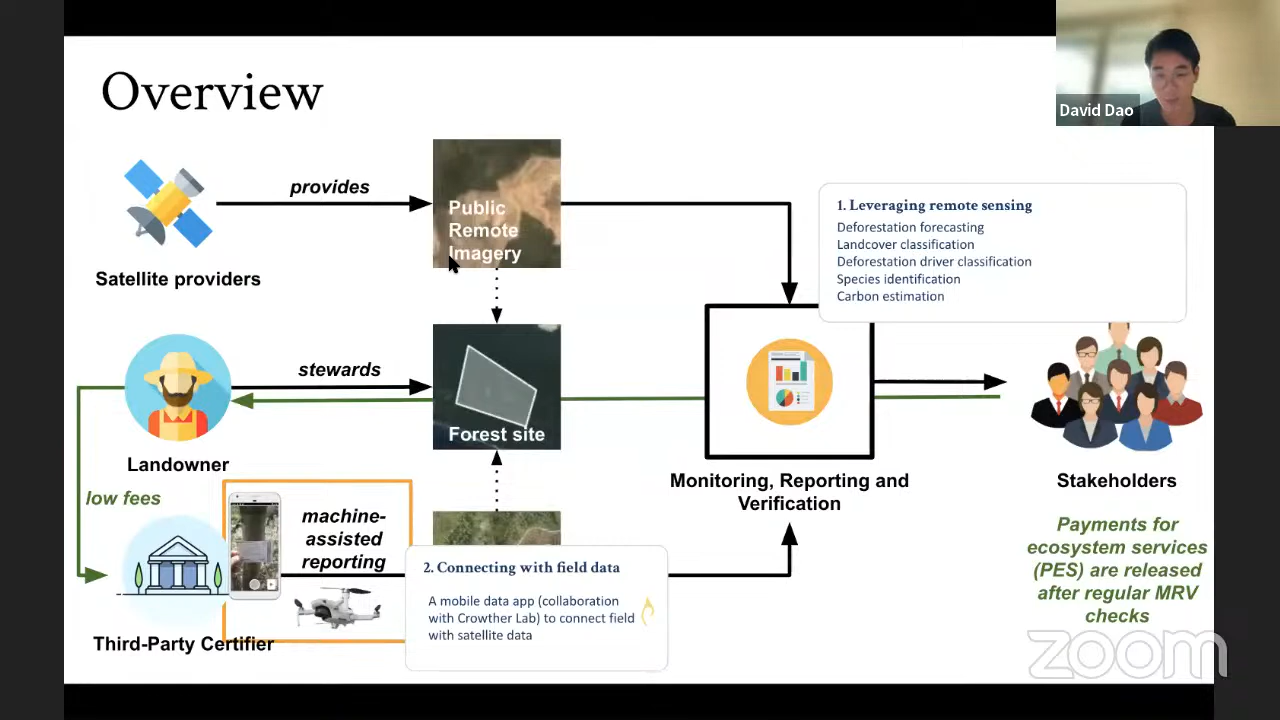 Overview
David Dao
provides
Public
Remote
Imagery
Satellite providers
1. Leveraging remote sensing
Deforestation forecasting
Landcover classification
Deforestation driver classification
Species identification
Carbon estimation
stewards
Forest site
Landowner
Monitoring, Reporting and
Verification
Stakeholders
low fees
machine-
assisted
reporting
2. Connecting with field data
A mobile data app (collaboration
with Crowther Lab) to connect field
with satellite data
Third-Party Certifier
Payments for
ecosystem services
(PES) are released
after regular MRV
checks
zoom